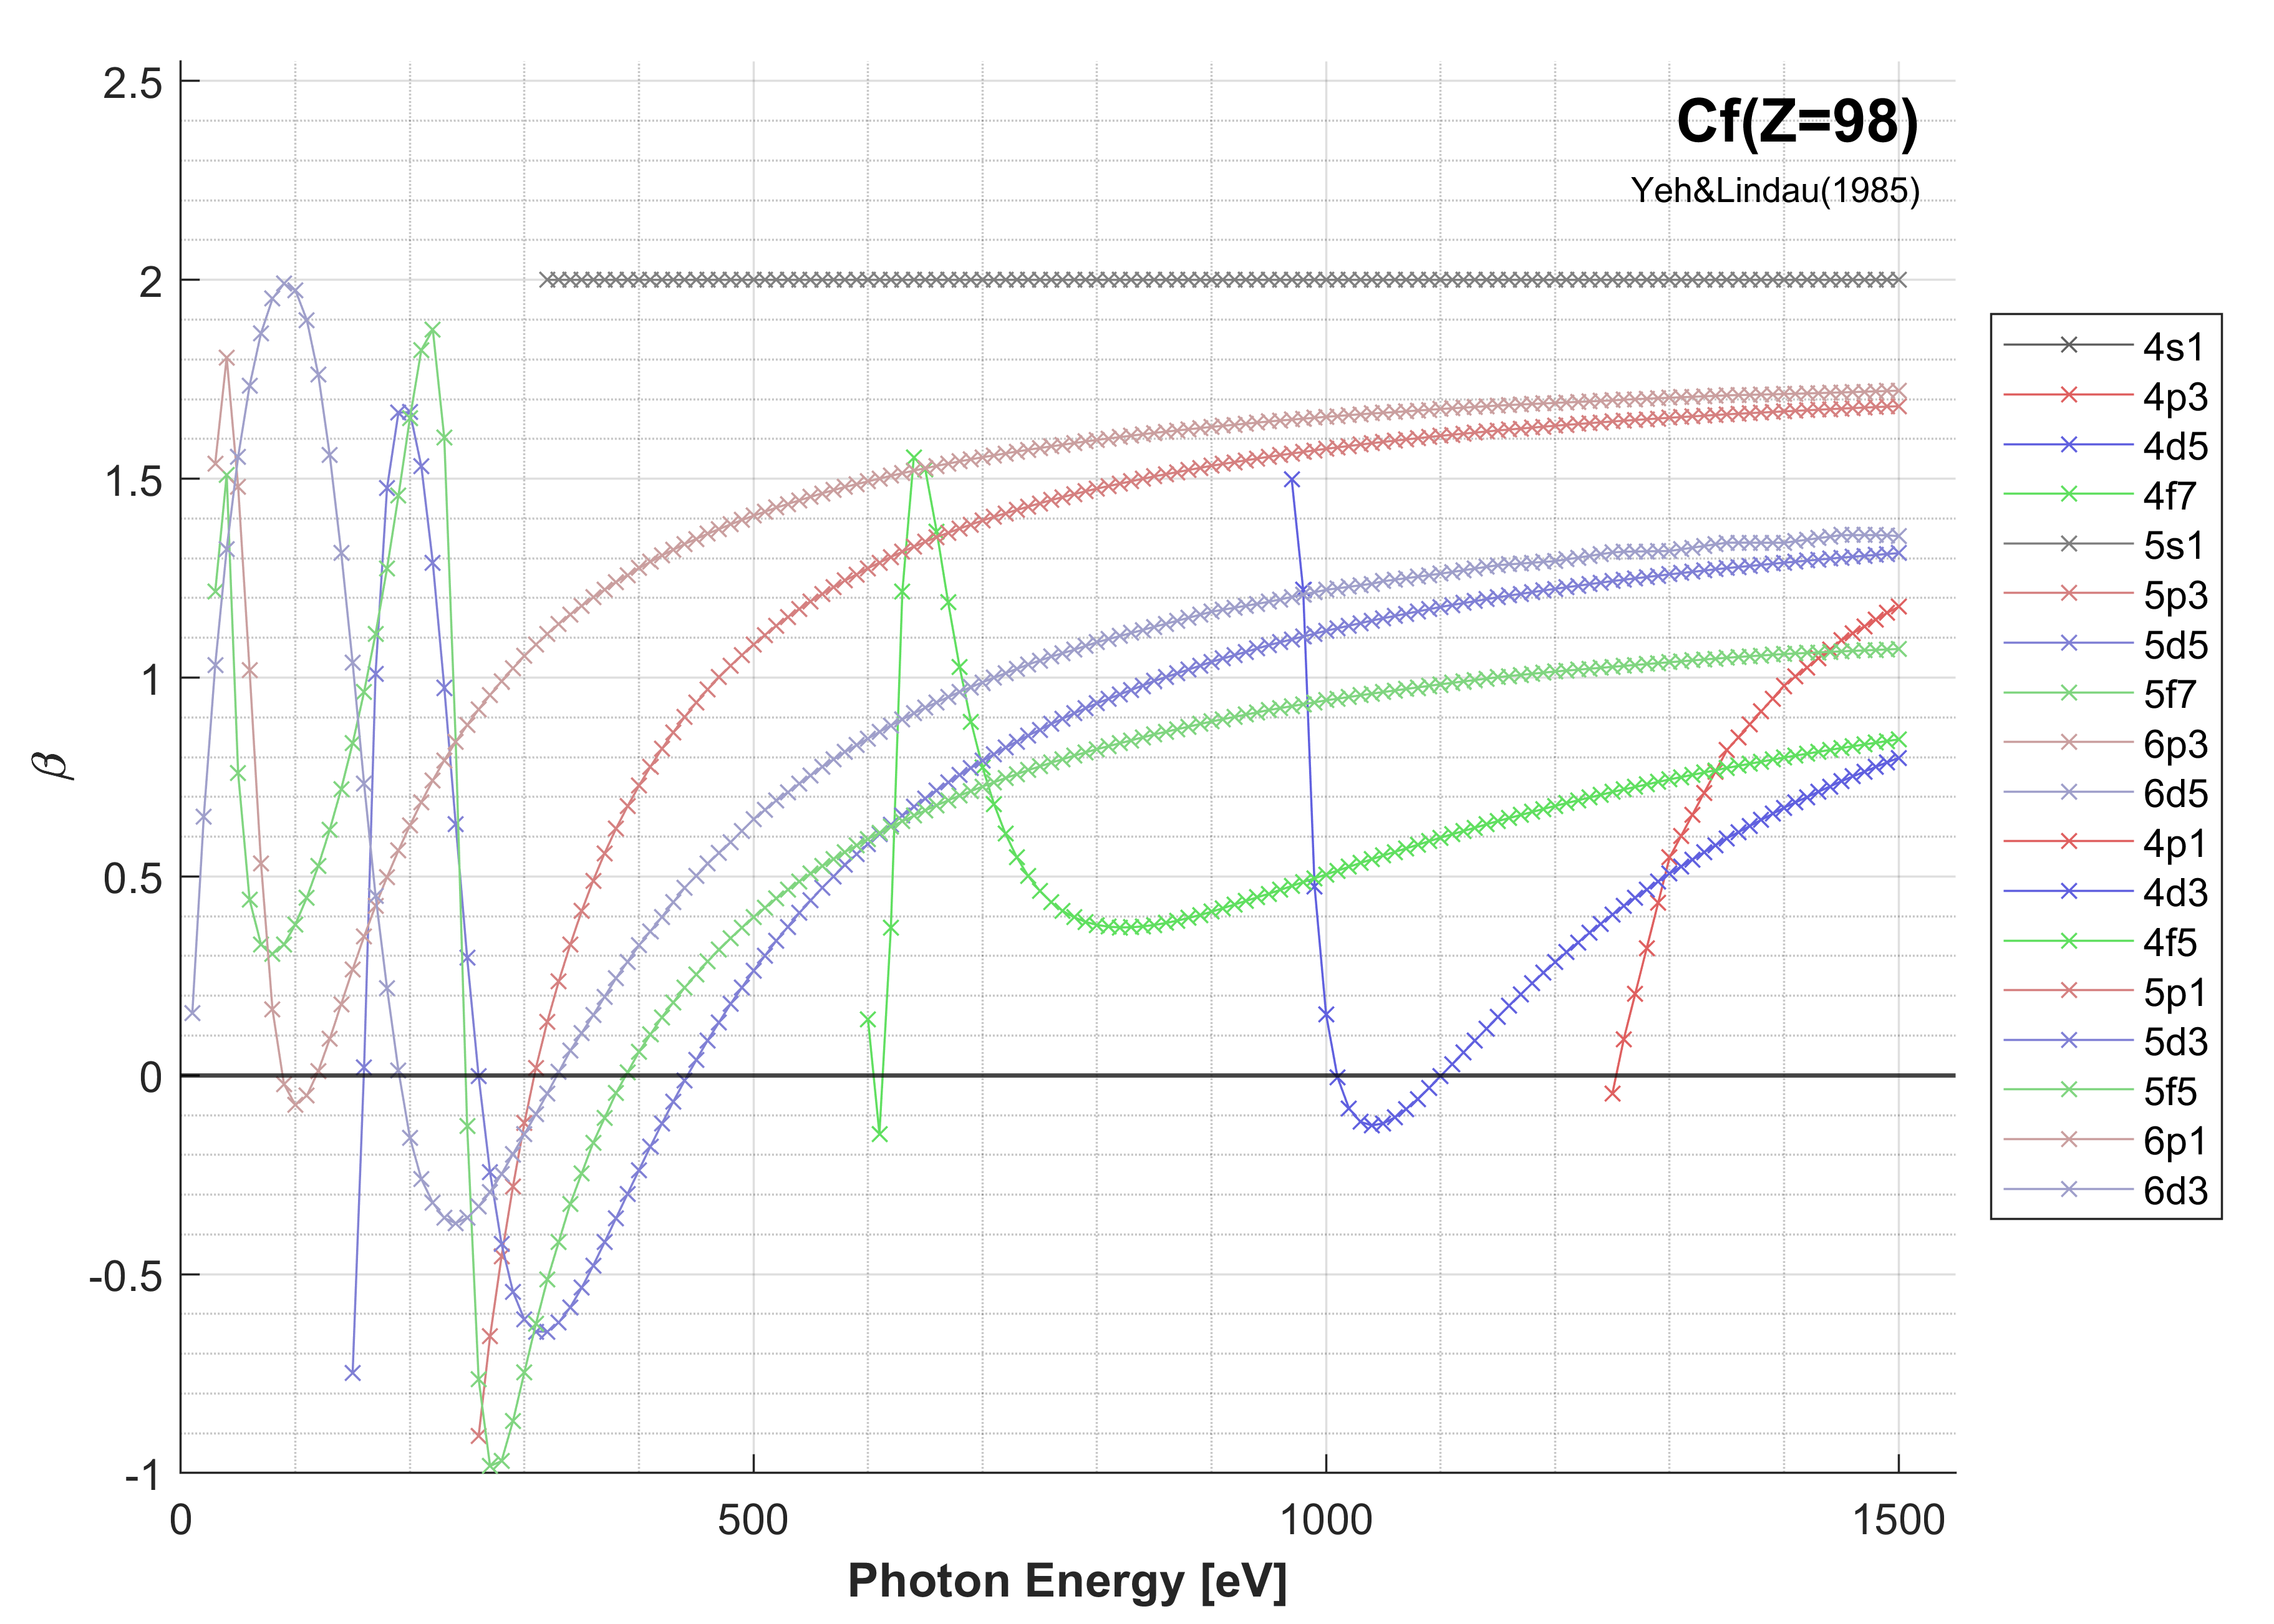 Cf(Z=98)
Yeh&Lindau(1985)
2.5
2
1.5
1
0.5
0
-0.5
-1
β
0 500 1000 1500
Photon Energy [eV]
4s1
4p3
4d5
4f7
5s1
5p3
5d5
5f7
6p3
6d5
4p1
4d3
4f5
5p1
5d3
5f5
6p1
6d3